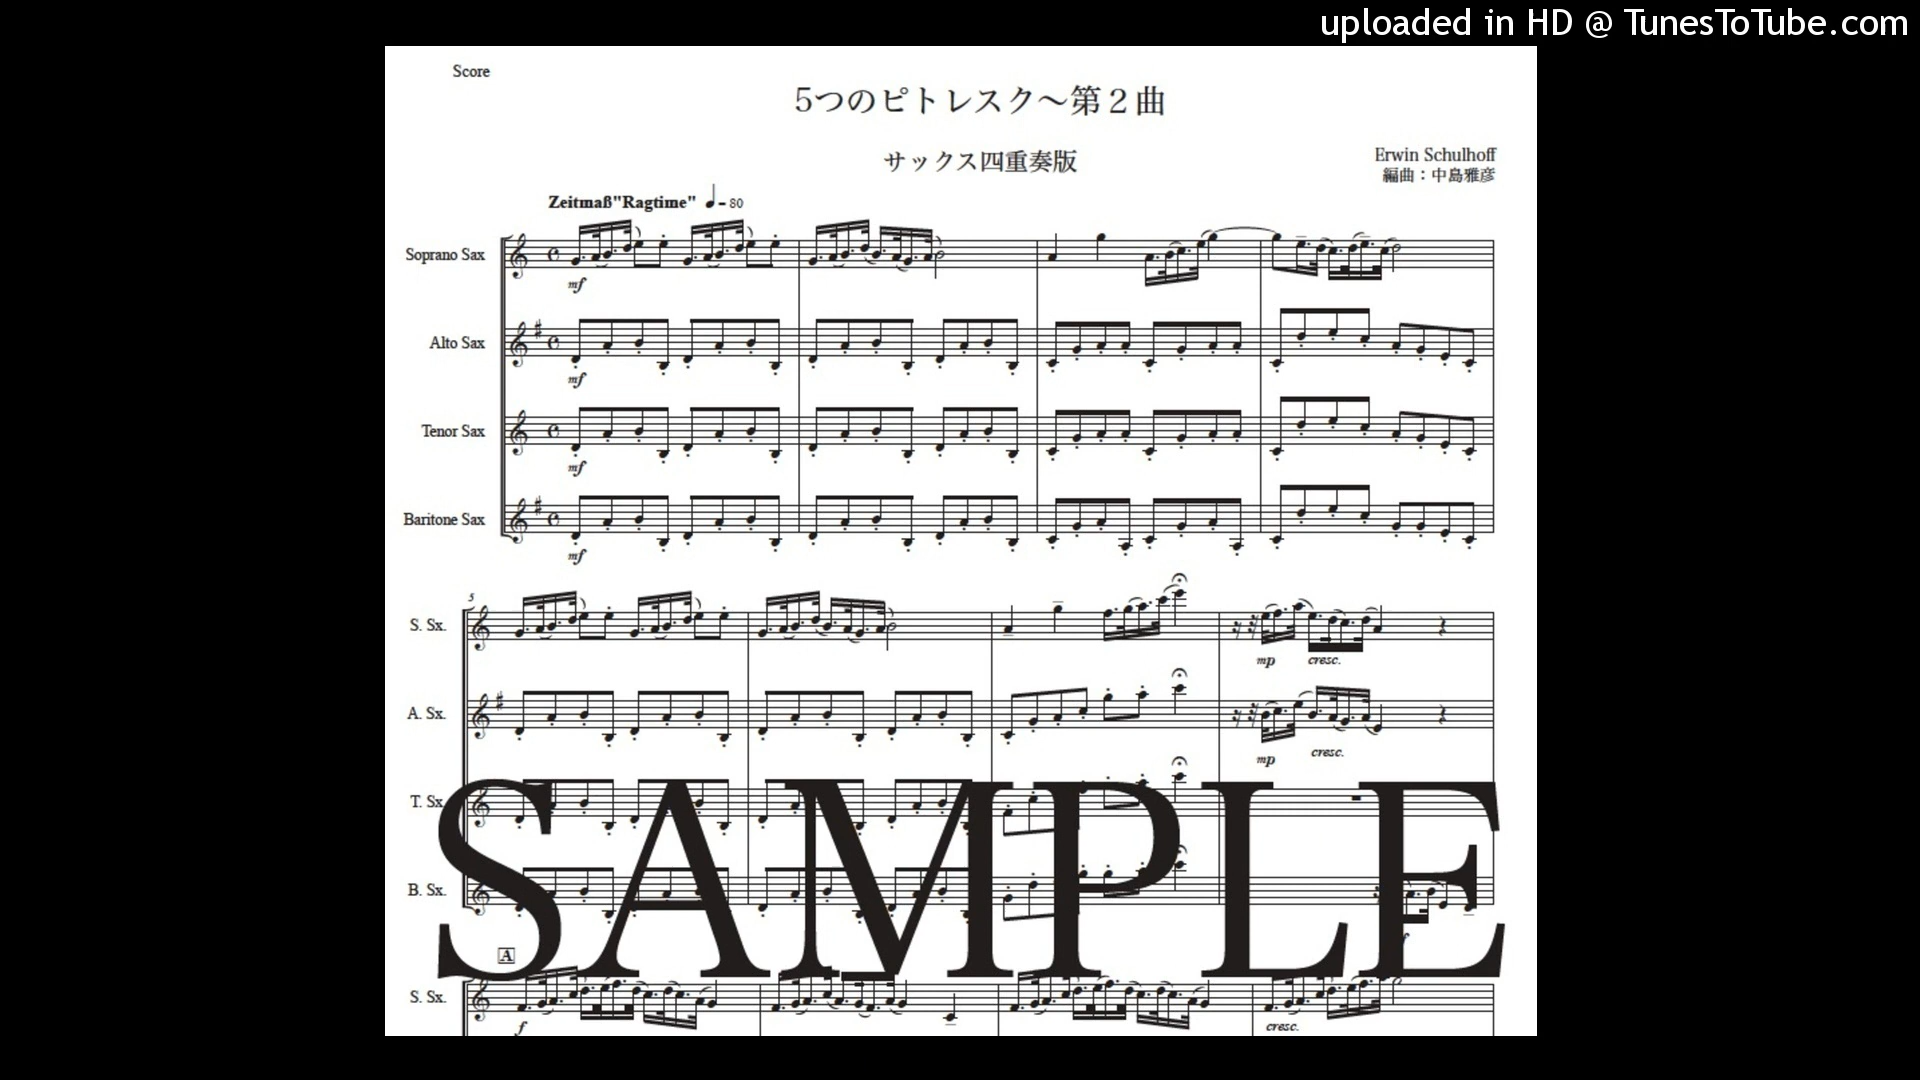 uploaded in HD @ TunesToTube.com
Score
5つのピトレスク～第２曲
サックス四重奏版
Erwin Schulhoff
編曲：中島雅彦
Zeitmaß"Ragtime" ♩=80
Soprano Sax
mf
Alto Sax
mf
Tenor Sax
mf
Baritone Sax
mf
5
S. Sx.
mp cresc.
A. Sx.
mp cresc.
T. Sx.
B. Sx.
SAMPLE
A
S. Sx.
f
cresc.